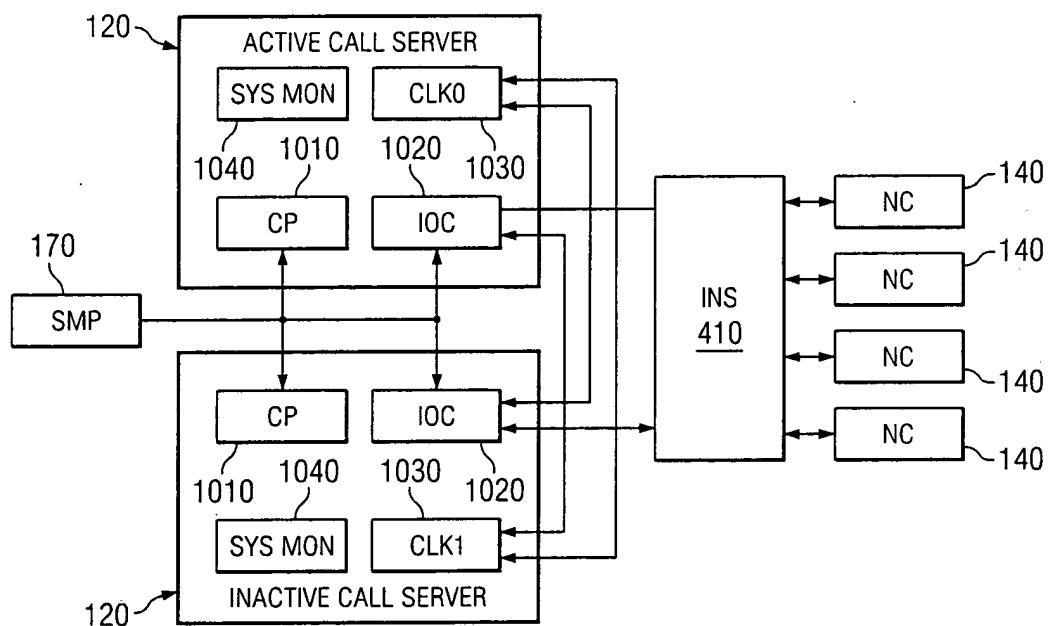 120
ACTIVE CALL SERVER
SYS MON
CLK0
1040
1010
1020
1030
CP
IOC
170
SMP
INS
410
NC
140
NC
140
NC
140
NC
140
CP
IOC
1010
1040
1030
1020
SYS MON
CLK1
INACTIVE CALL SERVER
120